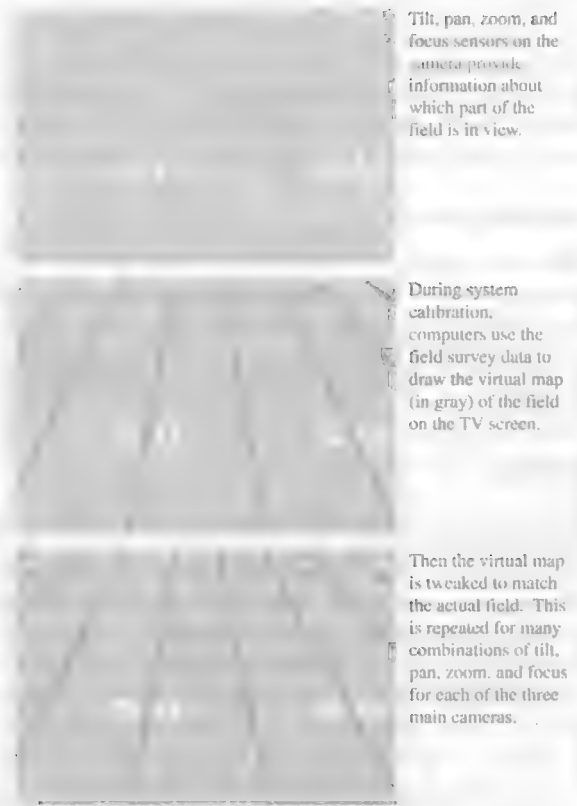 Tilt, pan, zoom, and
focus sensors on the
camera provide
information about
which part of the
field is in view.
During system
calibration,
computers use the
field survey data to
draw the virtual map
(in gray) of the field
on the TV screen.
Then the virtual map
is tweaked to match
the actual field. This
is repeated for many
combinations of tilt,
pan, zoom, and focus
for each of the three
main cameras.